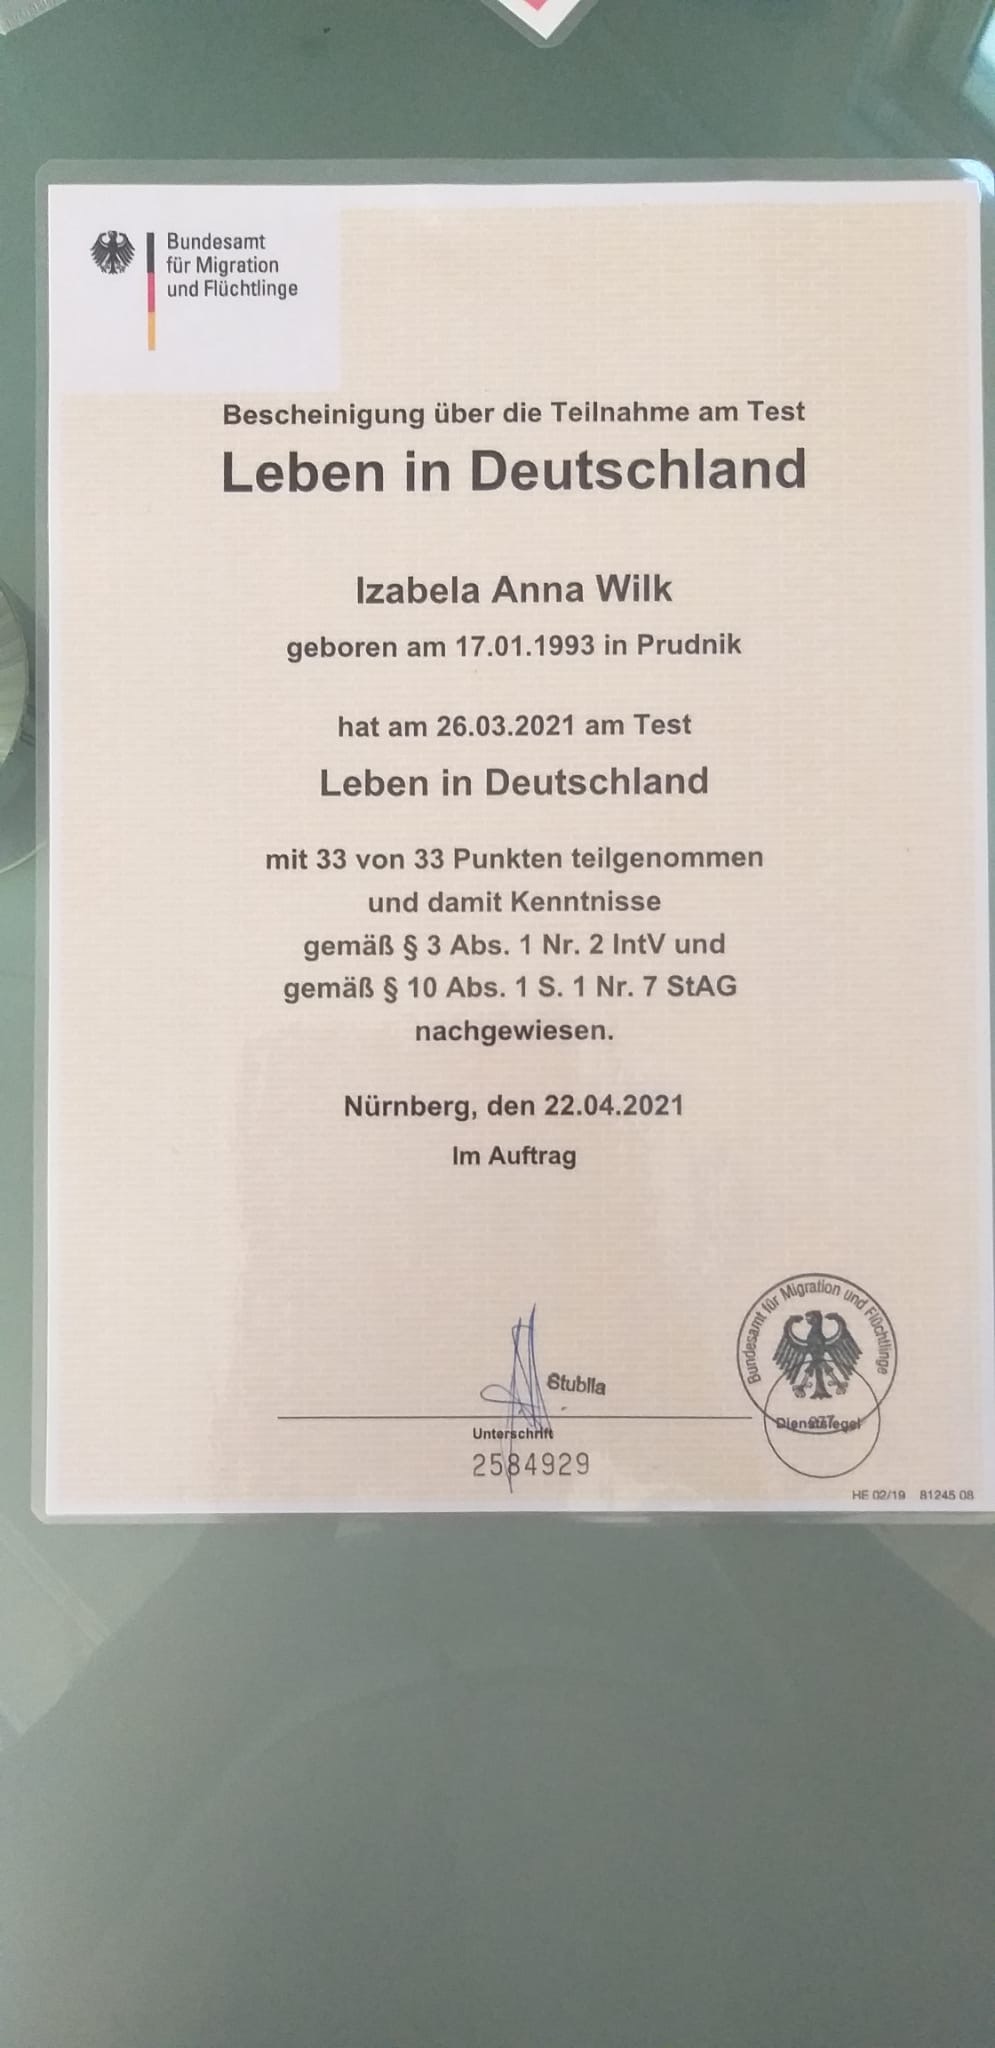 Bundesamt
für Migration
und Flüchtlinge
Bescheinigung über die Teilnahme am Test
Leben in Deutschland
Izabela Anna Wilk
geboren am 17.01.1993 in Prudnik
hat am 26.03.2021 am Test
Leben in Deutschland
mit 33 von 33 Punkten teilgenommen
und damit Kenntnisse
gemäß § 3 Abs. 1 Nr. 2 IntV und
gemäß § 10 Abs. 1 S. 1 Nr. 7 StAG
nachgewiesen.
Nürnberg, den 22.04.2021
Im Auftrag
Stublla
Unterschrift
2584929
Bundesamt für Migration und Flüchtlinge
Dienstsiegel
HE 02/19 81245 08